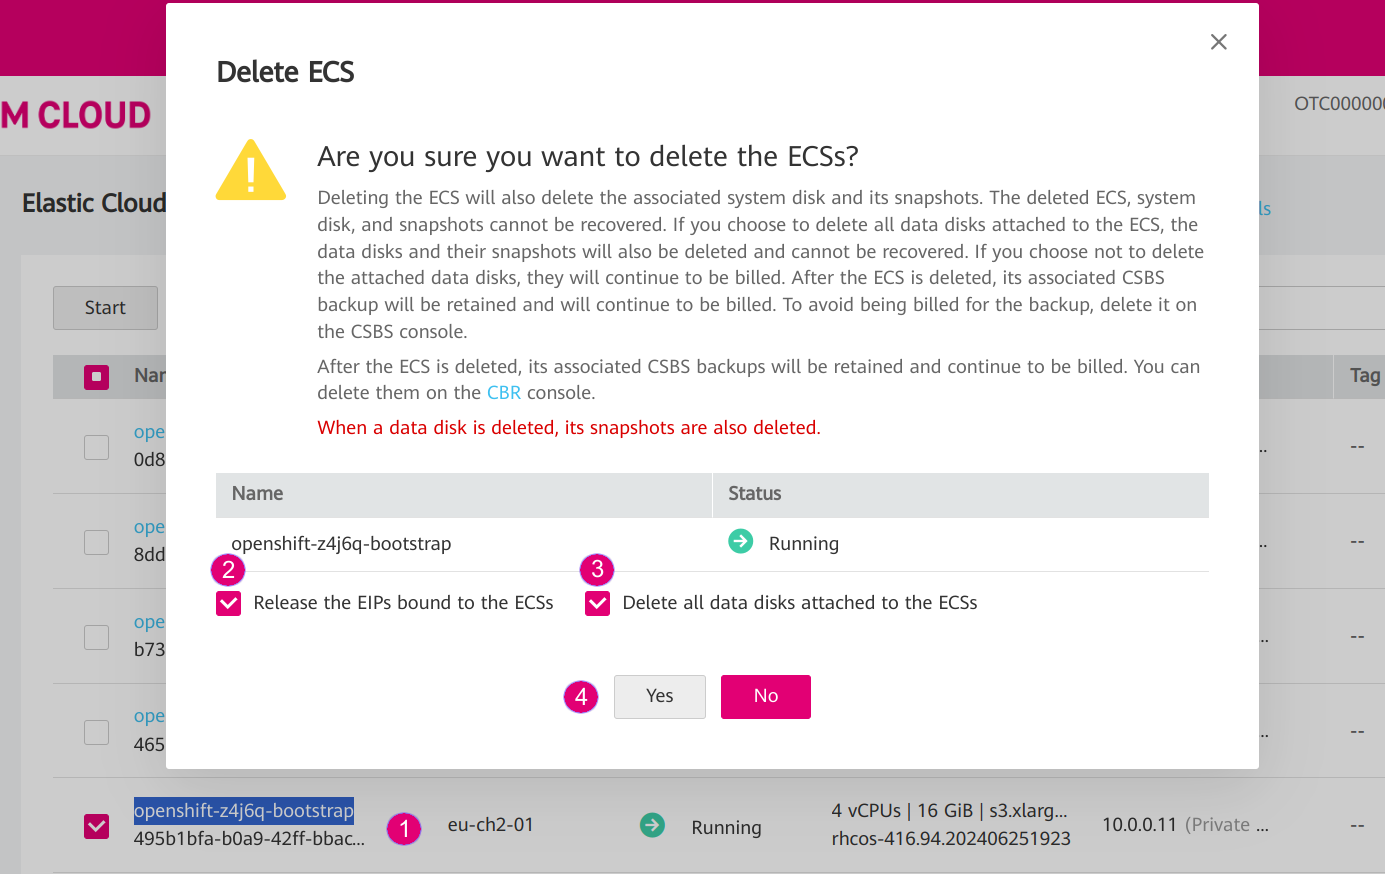 Delete ECS
M CLOUD
OTC000000
Are you sure you want to delete the ECSs?
Deleting the ECS will also delete the associated system disk and its snapshots. The deleted ECS, system
disk, and snapshots cannot be recovered. If you choose to delete all data disks attached to the ECS, the
data disks and their snapshots will also be deleted and cannot be recovered. If you choose not to delete
the attached data disks, they will continue to be billed. After the ECS is deleted, its associated CSBS
backup will be retained and will continue to be billed. To avoid being billed for the backup, delete it on
the CSBS console.
After the ECS is deleted, its associated CSBS backups will be retained and continue to be billed. You can
delete them on the CBR console.
When a data disk is deleted, its snapshots are also deleted.
Elastic Cloud
ls
Start
Nar
Tag
ope
0d8
..
--
ope
8dd
..
--
ope
b73
..
--
ope
465
..
--
Name Status
openshift-z4j6q-bootstrap Running
2 3
Release the EIPs bound to the ECSs Delete all data disks attached to the ECSs
4 Yes No
openshift-z4j6q-bootstrap
495b1bfa-b0a9-42ff-bbac...
1
eu-ch2-01
Running
4 vCPUs | 16 GiB | s3.xlarg...
rhcos-416.94.202406251923
10.0.0.11 (Private ...
--